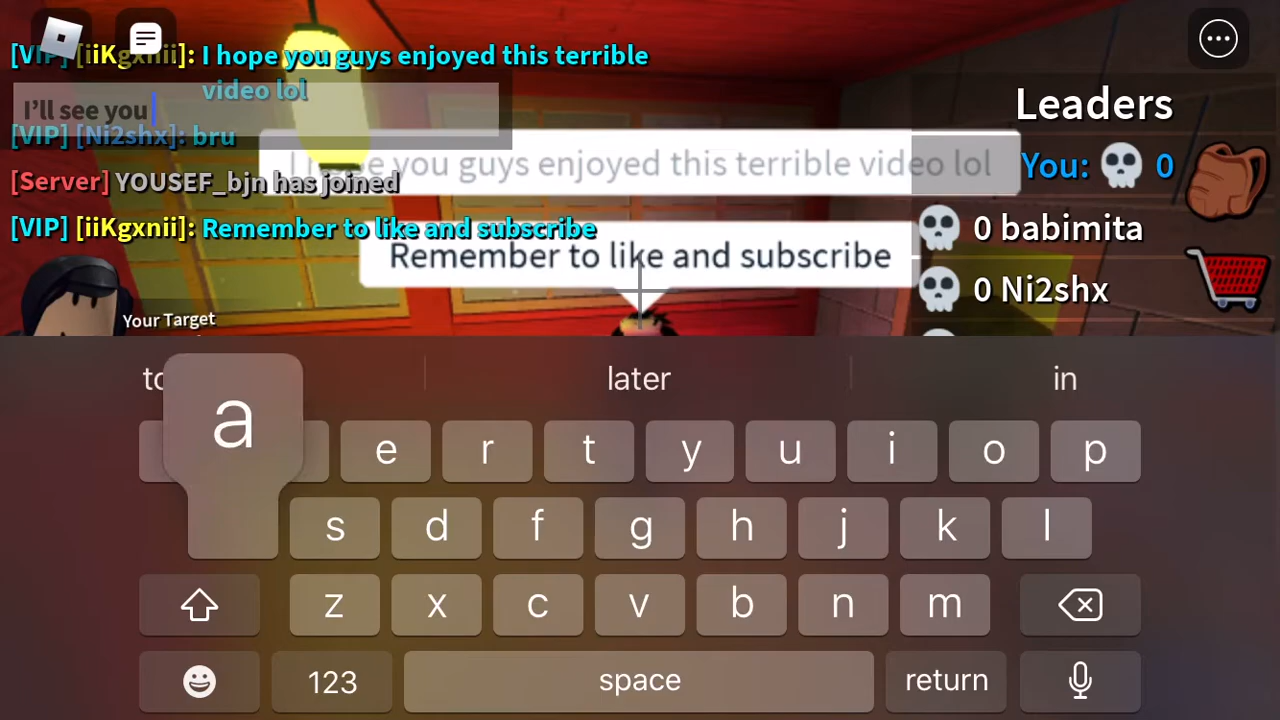 [VIP] [iiKgxnii]: I hope you guys enjoyed this terrible
video lol
I'll see you
[VIP] [Ni2shx]: bru
[Server] YOUSEF_bjn has joined
[VIP] [iiKgxnii]: Remember to like and subscribe
I hope you guys enjoyed this terrible video lol
Remember to like and subscribe
Leaders
You: 0
0 babimita
0 Ni2shx
Your Target
later in
a
e r t y u i o p
s d f g h j k l
z x c v b n m
123 space return